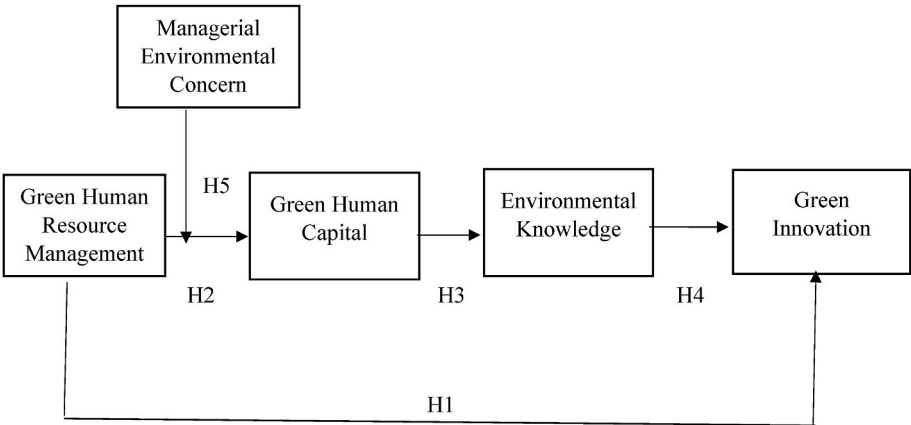 Managerial
Environmental
Concern
H5
Green Human
Resource
Management
Green Human
Capital
Environmental
Knowledge
Green
Innovation
H2
H3
H4
H1